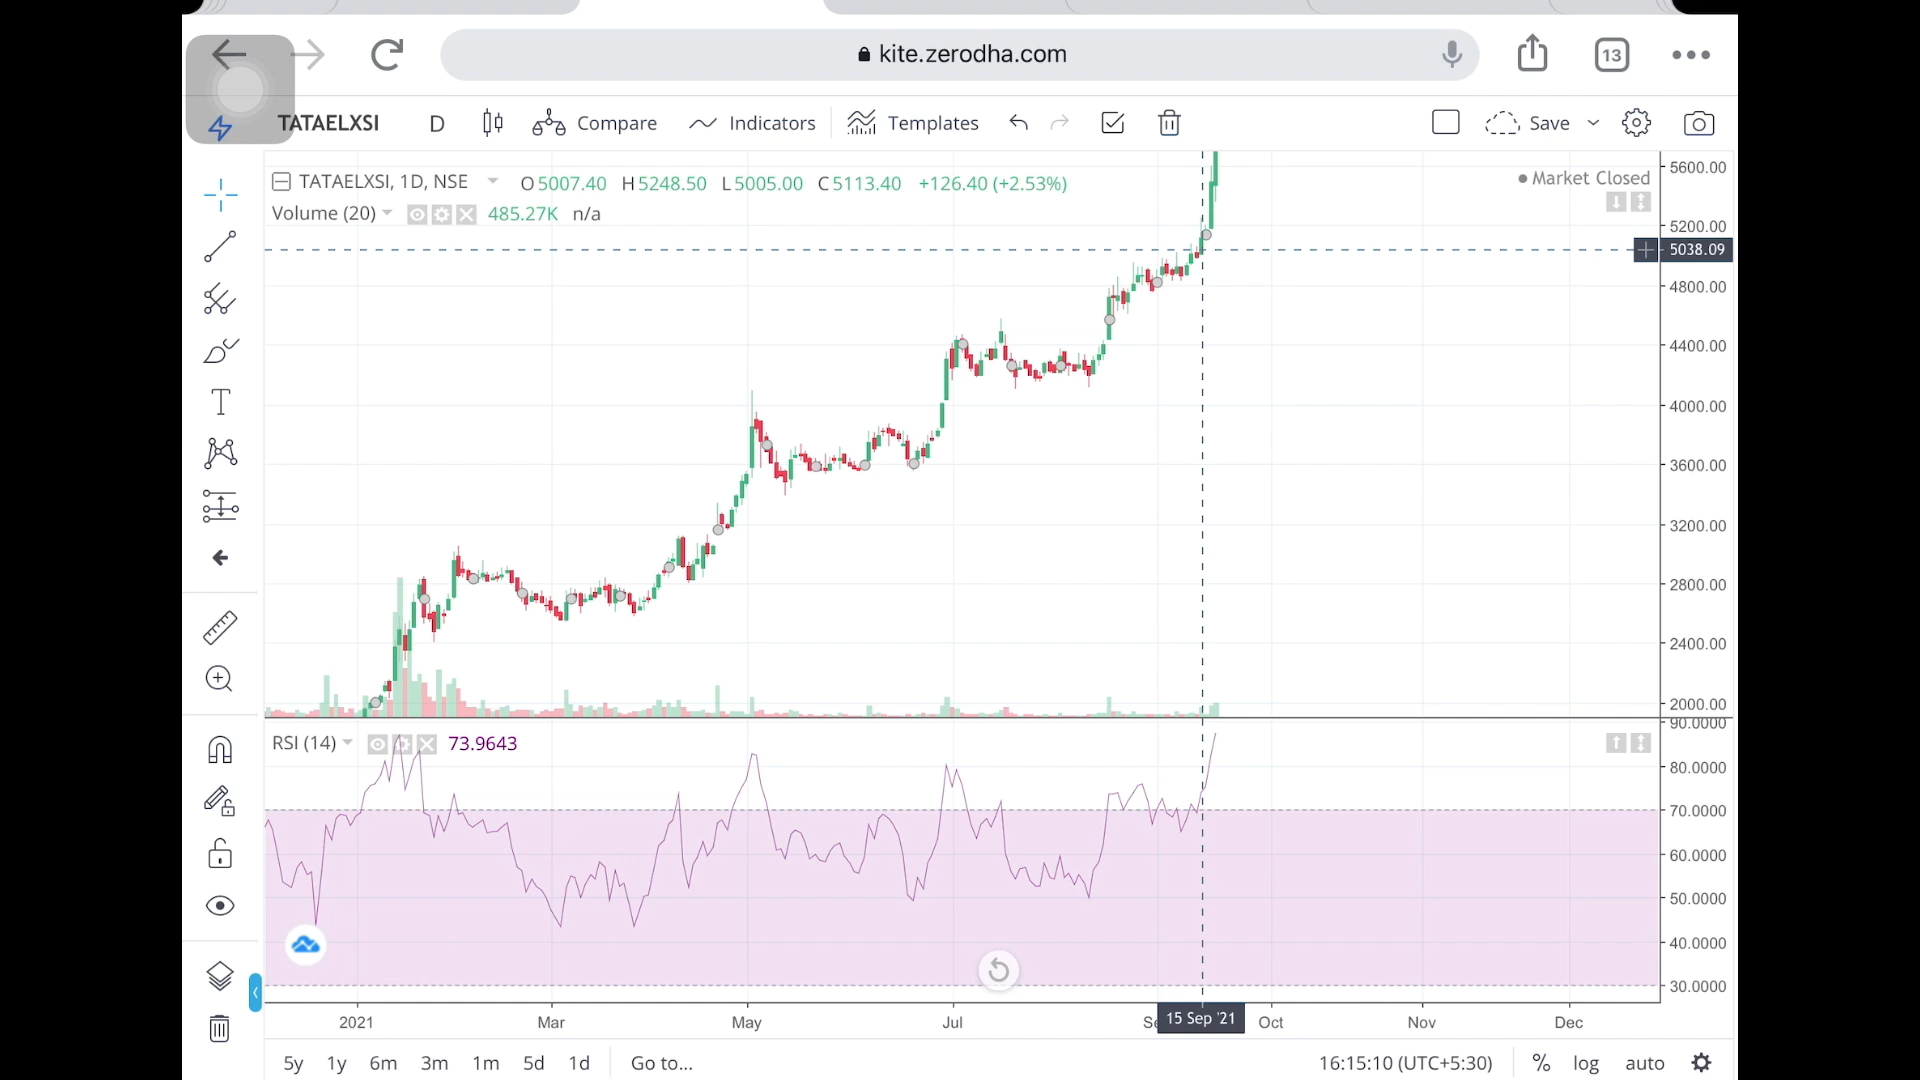 kite.zerodha.com
13
TATAELXSI D Compare Indicators Templates Save
TATAELXSI, 1D, NSE O5007.40 H5248.50 L5005.00 C5113.40 +126.40 (+2.53%)
Market Closed
Volume (20) 485.27K n/a
5600.00
5200.00
5038.09
4800.00
4400.00
4000.00
3600.00
3200.00
2800.00
2400.00
2000.00
RSI (14) 73.9643
90.0000
80.0000
70.0000
60.0000
50.0000
40.0000
30.0000
2021 Mar May Jul 15 Sep '21 Oct Nov Dec
5y 1y 6m 3m 1m 5d 1d Go to... 16:15:10 (UTC+5:30) % log auto